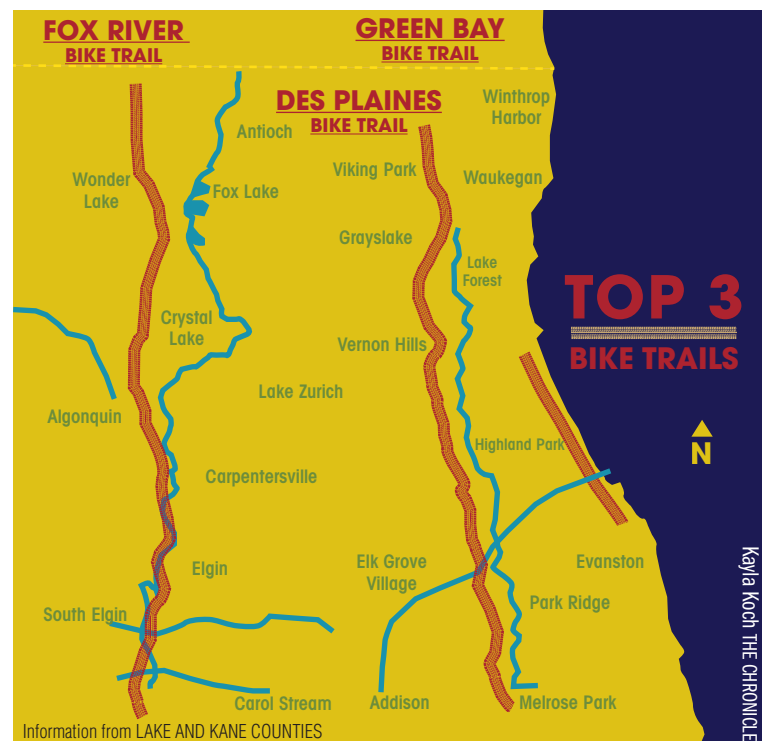 FOX RIVER
BIKE TRAIL
GREEN BAY
BIKE TRAIL
DES PLAINES
BIKE TRAIL
Winthrop
Harbor
Antioch
Viking Park
Waukegan
Wonder
Lake
Fox Lake
Grayslake
Lake
Forest
TOP 3
BIKE TRAILS
Crystal
Lake
Vernon Hills
Lake Zurich
Algonquin
Highland Park
N
Carpentersville
Elgin
Elk Grove
Village
Evanston
Park Ridge
South Elgin
Carol Stream
Addison
Melrose Park
Kayla Koch THE CHRONICLE
Information from LAKE AND KANE COUNTIES